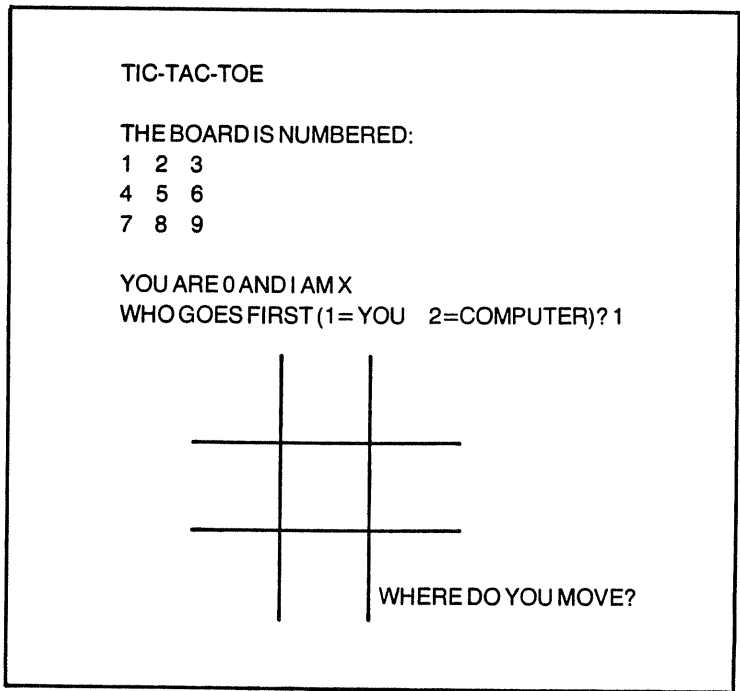 TIC-TAC-TOE
THE BOARD IS NUMBERED:
1 2 3
4 5 6
7 8 9
YOU ARE 0 AND I AM X
WHO GOES FIRST (1=YOU 2=COMPUTER)? 1
WHERE DO YOU MOVE?